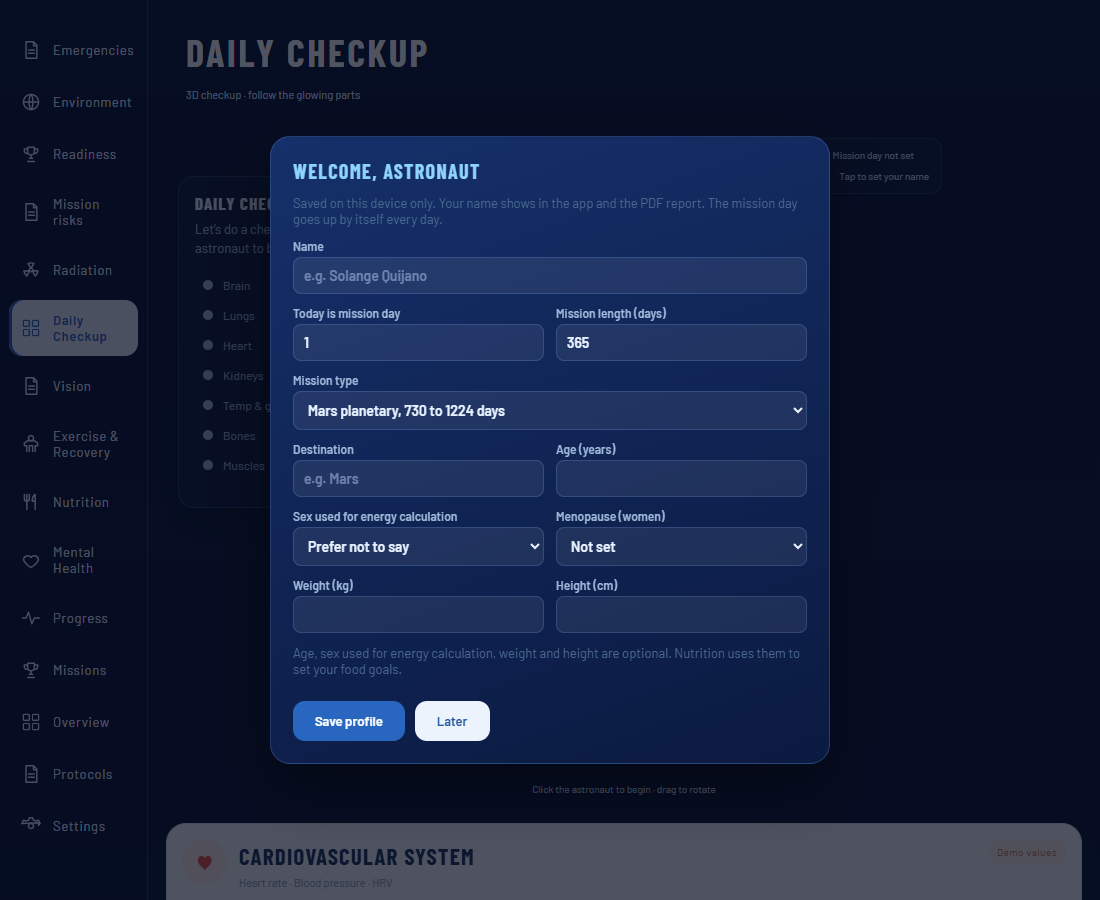 Emergencies
Environment
Readiness
Mission
risks
Radiation
Daily
Checkup
Vision
Exercise &
Recovery
Nutrition
Mental
Health
Progress
Missions
Overview
Protocols
Settings
DAILY CHECKUP
3D checkup · follow the glowing parts
Mission day not set
Tap to set your name
DAILY CHE
Let's do a che
astronaut to b
Brain
Lungs
Heart
Kidneys
Temp & g
Bones
Muscles
WELCOME, ASTRONAUT
Saved on this device only. Your name shows in the app and the PDF report. The mission day
goes up by itself every day.
Name
e.g. Solange Quijano
Today is mission day Mission length (days)
1 365
Mission type
Mars planetary, 730 to 1224 days
Destination Age (years)
e.g. Mars
Sex used for energy calculation Menopause (women)
Prefer not to say Not set
Weight (kg) Height (cm)
Age, sex used for energy calculation, weight and height are optional. Nutrition uses them to
set your food goals.
Save profile Later
Click the astronaut to begin · drag to rotate
CARDIOVASCULAR SYSTEM
Demo values
Heart rate · Blood pressure · HRV